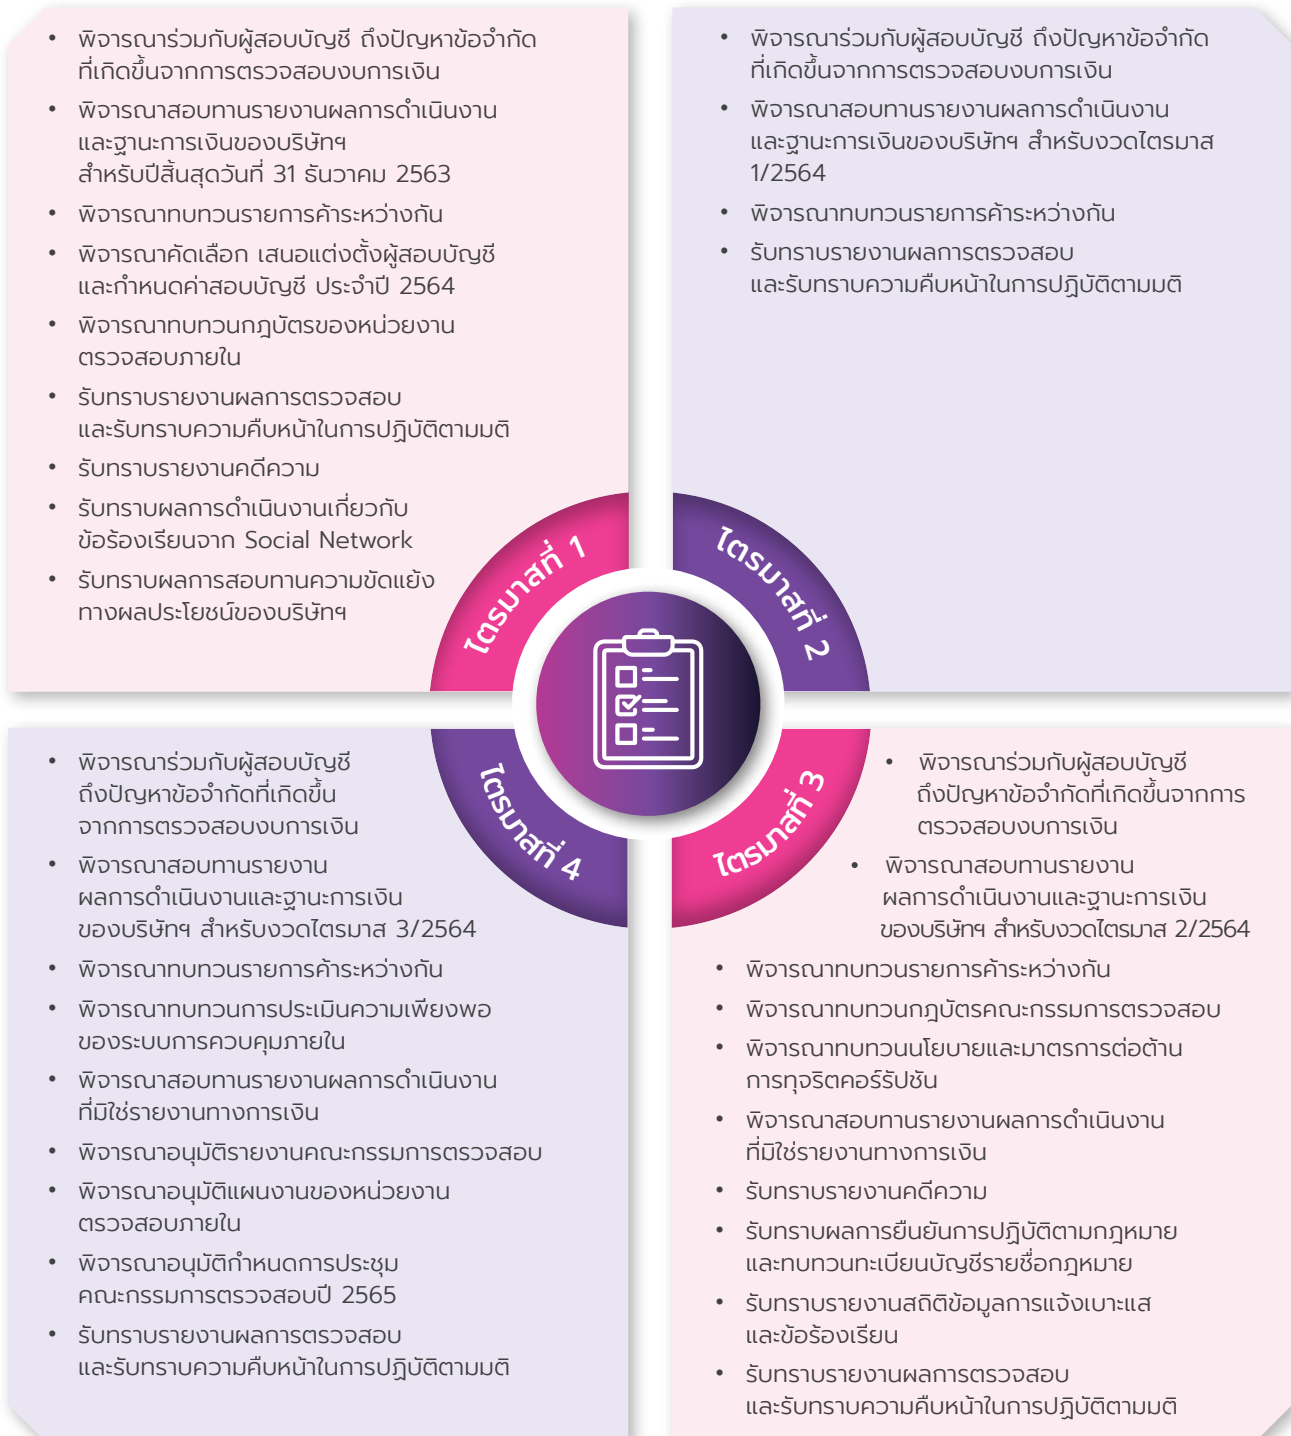 • พิจารณาร่วมกับผู้สอบบัญชี ถึงปัญหาข้อจำกัด
ที่เกิดขึ้นจากการตรวจสอบงบการเงิน
• พิจารณาสอบทานรายงานผลการดำเนินงาน
และฐานะการเงินของบริษัทฯ
สำหรับปีสิ้นสุดวันที่ 31 ธันวาคม 2563
• พิจารณาทบทวนรายการค้าระหว่างกัน
• พิจารณาคัดเลือก เสนอแต่งตั้งผู้สอบบัญชี
และกำหนดค่าสอบบัญชี ประจำปี 2564
• พิจารณาทบทวนกฎบัตรของหน่วยงาน
ตรวจสอบภายใน
• รับทราบรายงานผลการตรวจสอบ
และรับทราบความคืบหน้าในการปฏิบัติตามมติ
• รับทราบรายงานคดีความ
• รับทราบผลการดำเนินงานเกี่ยวกับ
ข้อร้องเรียนจาก Social Network
• รับทราบผลการสอบทานความขัดแย้ง
ทางผลประโยชน์ของบริษัทฯ
ไตรมาสที่ 1
• พิจารณาร่วมกับผู้สอบบัญชี ถึงปัญหาข้อจำกัด
ที่เกิดขึ้นจากการตรวจสอบงบการเงิน
• พิจารณาสอบทานรายงานผลการดำเนินงาน
และฐานะการเงินของบริษัทฯ สำหรับงวดไตรมาส
1/2564
• พิจารณาทบทวนรายการค้าระหว่างกัน
• รับทราบรายงานผลการตรวจสอบ
และรับทราบความคืบหน้าในการปฏิบัติตามมติ
ไตรมาสที่ 2
• พิจารณาร่วมกับผู้สอบบัญชี
ถึงปัญหาข้อจำกัดที่เกิดขึ้น
จากการตรวจสอบงบการเงิน
• พิจารณาสอบทานรายงาน
ผลการดำเนินงานและฐานะการเงิน
ของบริษัทฯ สำหรับงวดไตรมาส 3/2564
• พิจารณาทบทวนรายการค้าระหว่างกัน
• พิจารณาทบทวนการประเมินความเพียงพอ
ของระบบการควบคุมภายใน
• พิจารณาสอบทานรายงานผลการดำเนินงาน
ที่มิใช่รายงานทางการเงิน
• พิจารณาอนุมัติรายงานคณะกรรมการตรวจสอบ
• พิจารณาอนุมัติแผนงานของหน่วยงาน
ตรวจสอบภายใน
• พิจารณาอนุมัติกำหนดการประชุม
คณะกรรมการตรวจสอบปี 2565
• รับทราบรายงานผลการตรวจสอบ
และรับทราบความคืบหน้าในการปฏิบัติตามมติ
ไตรมาสที่ 4
• พิจารณาร่วมกับผู้สอบบัญชี
ถึงปัญหาข้อจำกัดที่เกิดขึ้นจากการ
ตรวจสอบงบการเงิน
• พิจารณาสอบทานรายงาน
ผลการดำเนินงานและฐานะการเงิน
ของบริษัทฯ สำหรับงวดไตรมาส 2/2564
• พิจารณาทบทวนรายการค้าระหว่างกัน
• พิจารณาทบทวนกฎบัตรคณะกรรมการตรวจสอบ
• พิจารณาทบทวนนโยบายและมาตรการต่อต้าน
การทุจริตคอร์รัปชัน
• พิจารณาสอบทานรายงานผลการดำเนินงาน
ที่มิใช่รายงานทางการเงิน
• รับทราบรายงานคดีความ
• รับทราบผลการยืนยันการปฏิบัติตามกฎหมาย
และทบทวนทะเบียนบัญชีรายชื่อกฎหมาย
• รับทราบรายงานสถิติข้อมูลการแจ้งเบาะแส
และข้อร้องเรียน
• รับทราบรายงานผลการตรวจสอบ
และรับทราบความคืบหน้าในการปฏิบัติตามมติ
ไตรมาสที่ 3